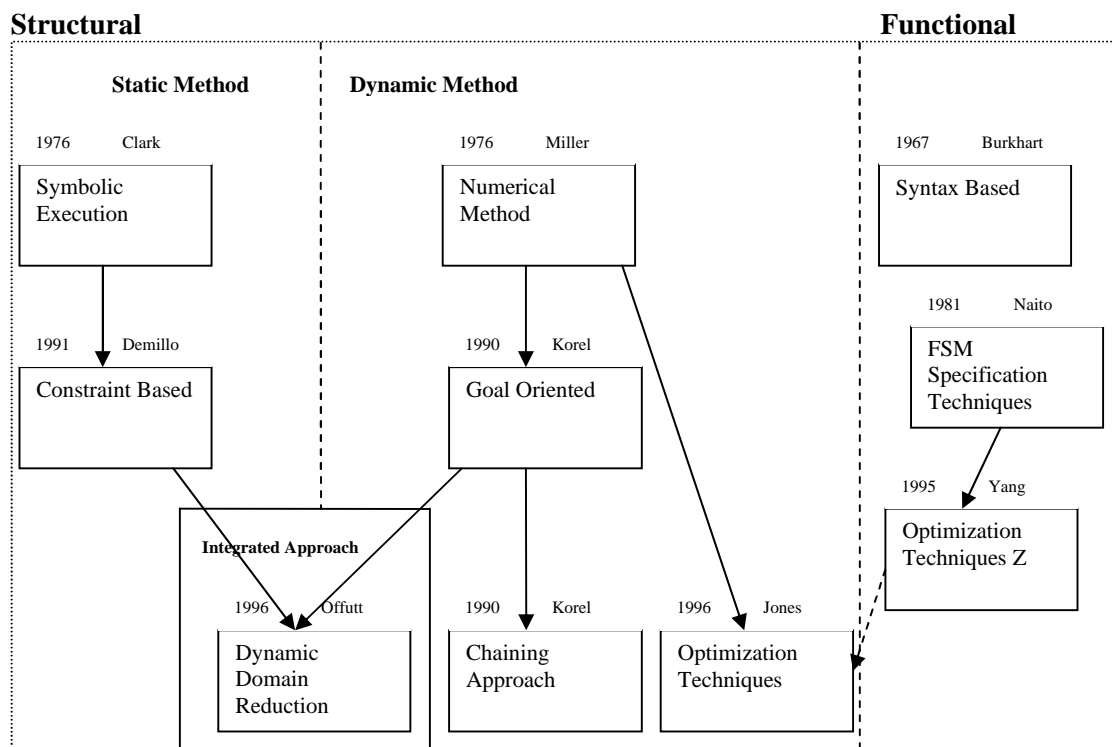 Structural
Functional
Static Method
Dynamic Method
1976 Clark
1976 Miller
1967 Burkhart
Symbolic
Execution
Numerical
Method
Syntax Based
1981 Naito
1991 Demillo
1990 Korel
FSM
Specification
Techniques
Constraint Based
Goal Oriented
1995 Yang
Optimization
Techniques Z
Integrated Approach
1996 Offutt
1990 Korel
1996 Jones
Dynamic
Domain
Reduction
Chaining
Approach
Optimization
Techniques